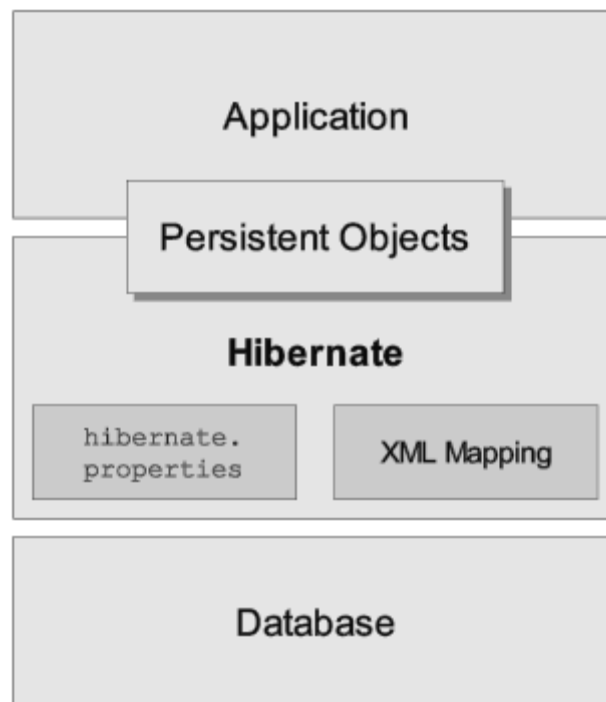 Application
Persistent Objects
Hibernate
hibernate.
properties
XML Mapping
Database